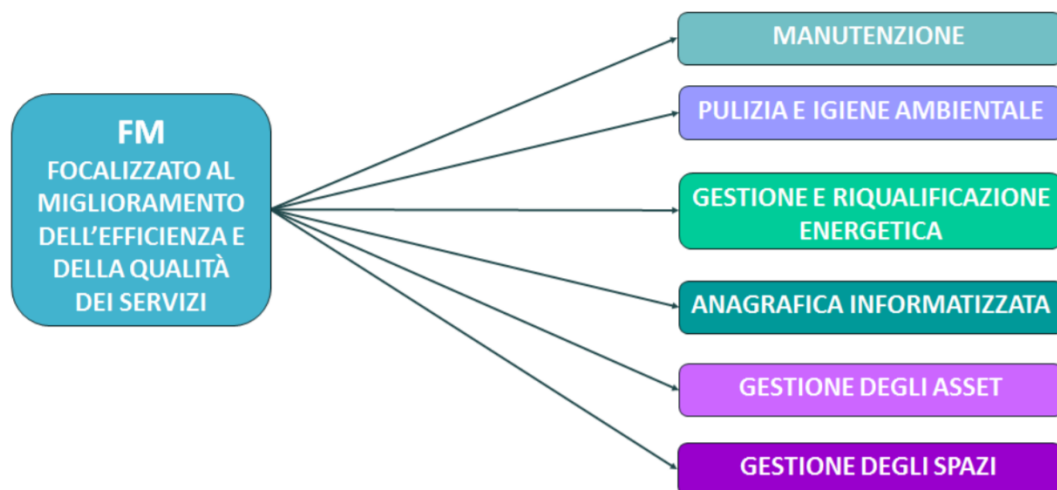 FM
FOCALIZZATO AL
MIGLIORAMENTO
DELL'EFFICIENZA E
DELLA QUALITÀ
DEI SERVIZI
MANUTENZIONE
PULIZIA E IGIENE AMBIENTALE
GESTIONE E RIQUALIFICAZIONE
ENERGETICA
ANAGRAFICA INFORMATIZZATA
GESTIONE DEGLI ASSET
GESTIONE DEGLI SPAZI